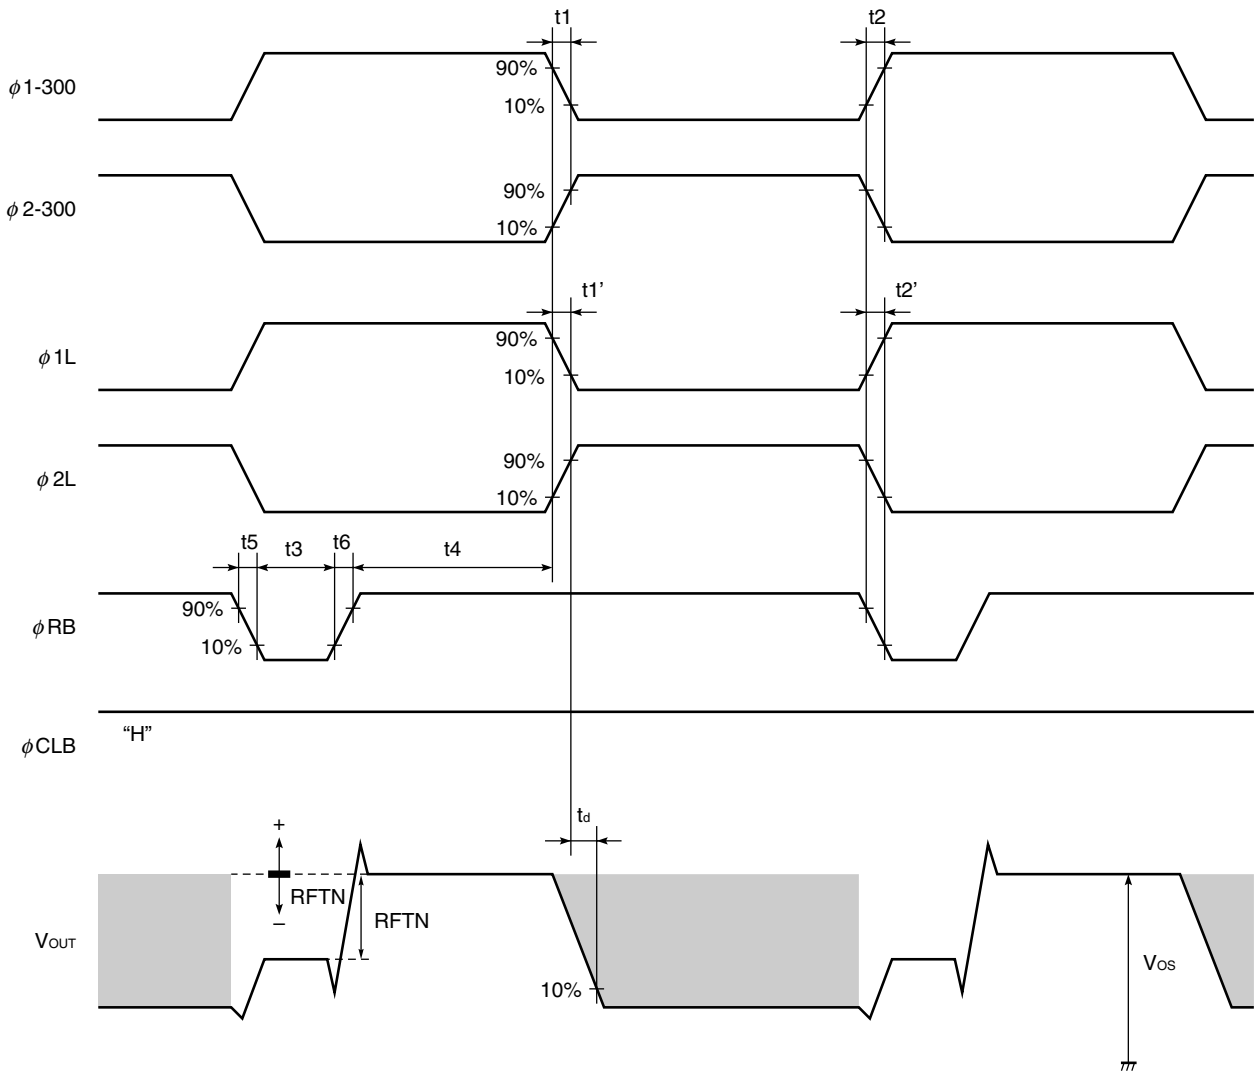 t1 t2
90%
φ1-300
10%
90%
φ2-300
10%
t1’ t2’
90%
φ1L
10%
90%
φ2L
10%
t5 t3 t6 t4
90%
φRB
10%
“H”
φCLB
td
+
RFTN
−
RFTN
VOUT
VOS
10%